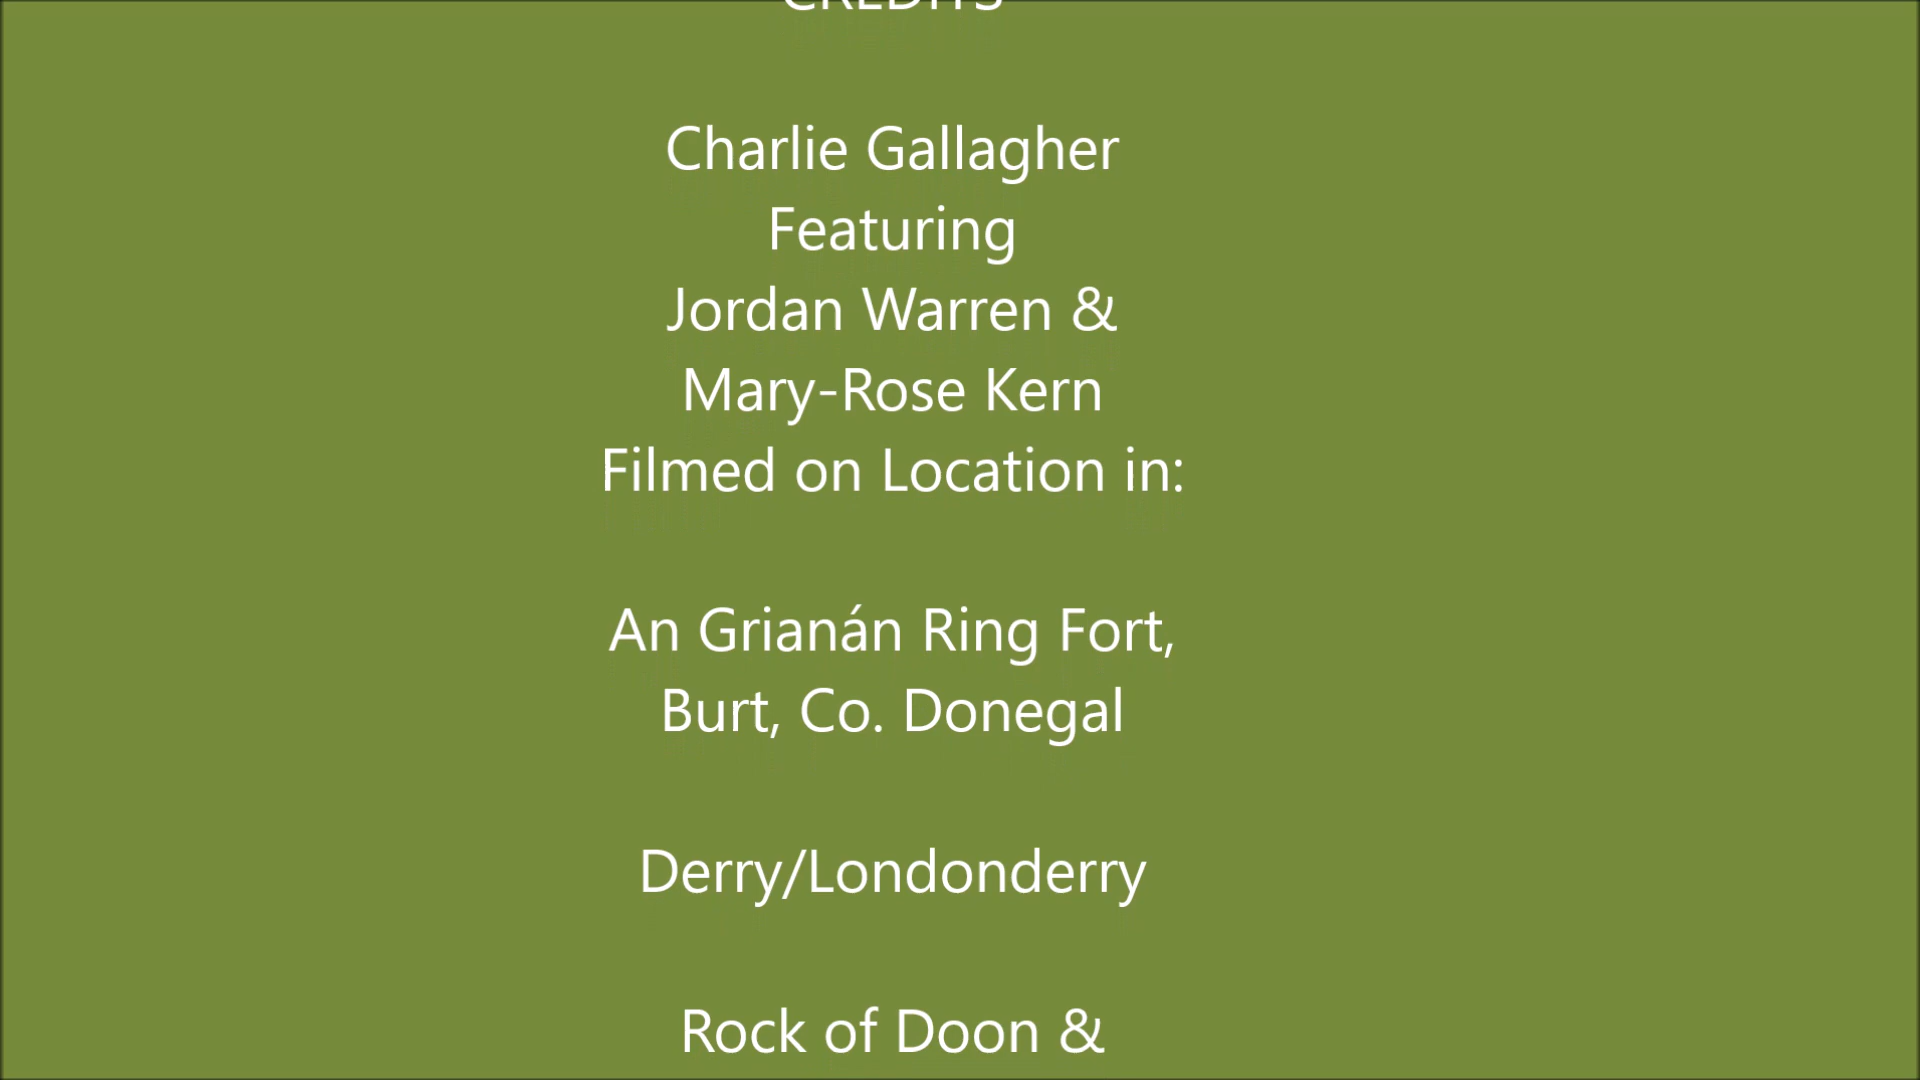 CREDITS
Charlie Gallagher
Featuring
Jordan Warren &
Mary-Rose Kern
Filmed on Location in:
An Grianán Ring Fort,
Burt, Co. Donegal
Derry/Londonderry
Rock of Doon &